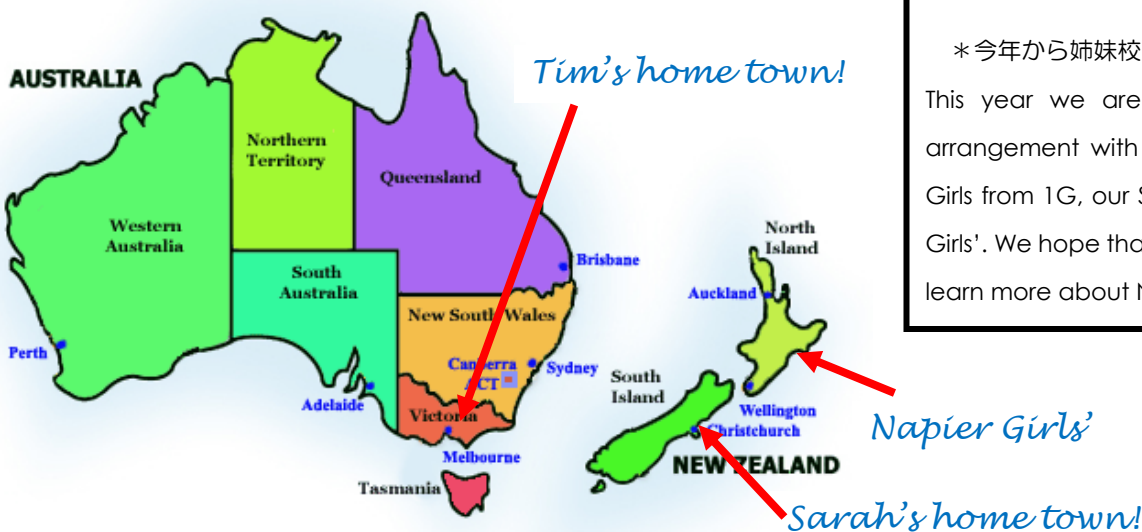 AUSTRALIA
Tim's home town!
Northern
Territory
Queensland
Western
Australia
South
Australia
Brisbane
New South Wales
Perth
Canberra
ACT
Sydney
Adelaide
Victoria
Melbourne
Tasmania
North
Island
Auckland
South
Island
Wellington
Christchurch
NEW ZEALAND
Napier Girls'
Sarah's home town!
＊今年から姉妹校
This year we are
arrangement with
Girls from 1G, our
Girls'. We hope
learn more about